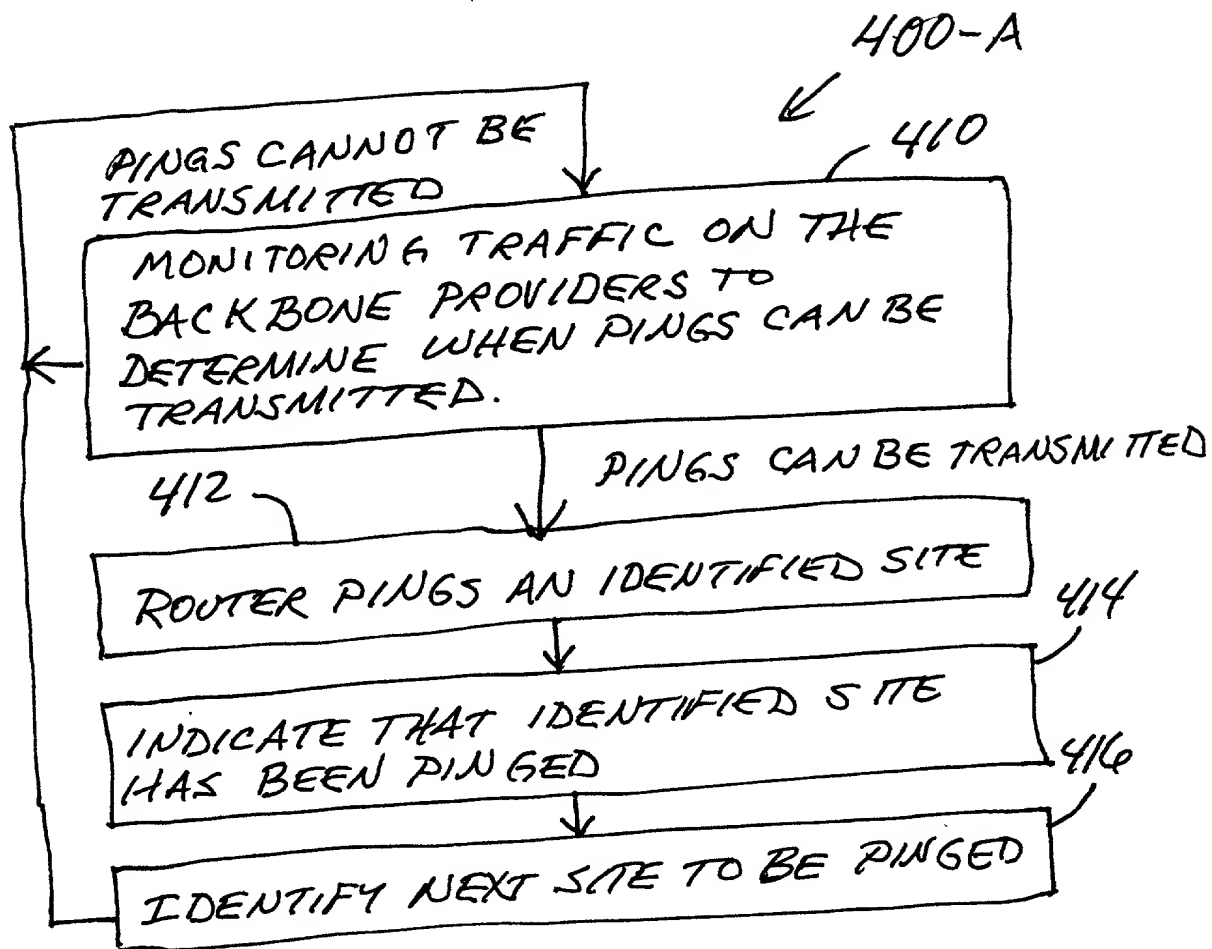 400-A
410
PINGS CANNOT BE
TRANSMITTED
MONITORING TRAFFIC ON THE
BACKBONE PROVIDERS TO
DETERMINE WHEN PINGS CAN BE
TRANSMITTED.
PINGS CAN BE TRANSMITTED
412
ROUTER PINGS AN IDENTIFIED SITE
414
INDICATE THAT IDENTIFIED SITE
HAS BEEN PINGED
416
IDENTIFY NEXT SITE TO BE PINGED